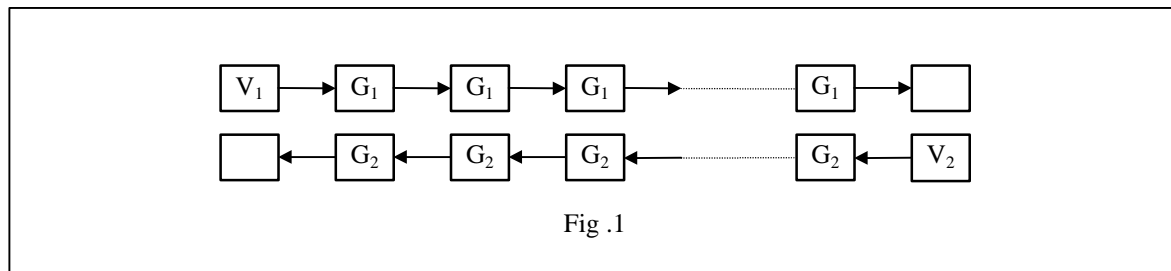 V₁ G₁ G₁ G₁ G₁
G₂ G₂ G₂ G₂ V₂
Fig .1